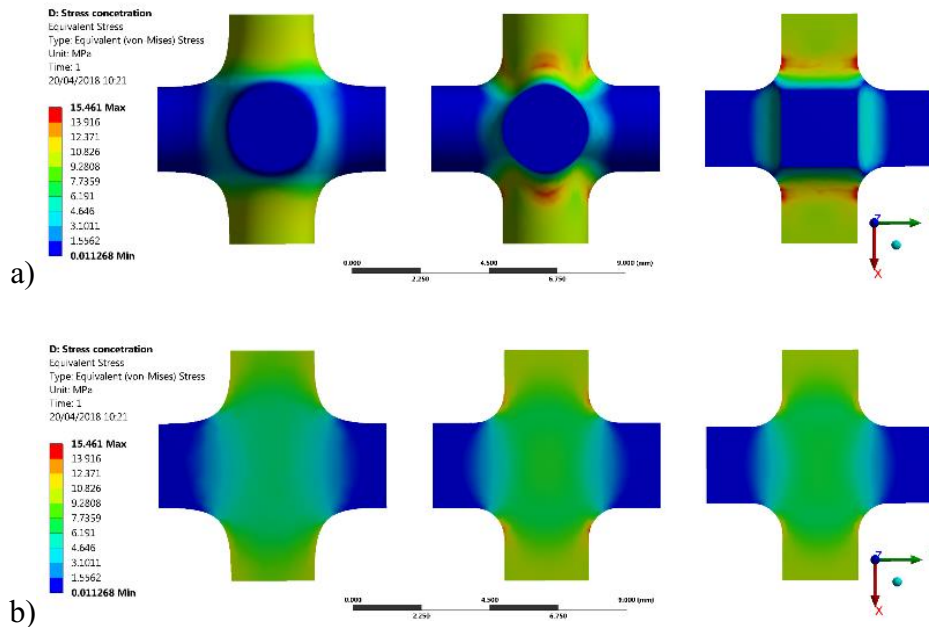 D: Stress concetration
Equivalent Stress
Type: Equivalent (von-Mises) Stress
Unit: MPa
Time: 1
20/04/2018 10:21
15.461 Max
13.916
12.371
10.826
9.2808
7.7359
6.191
4.646
3.1011
1.5562
0.011268 Min
a)
0.000 4.500 9.000 (mm)
2.250 6.750
Z
X
D: Stress concetration
Equivalent Stress
Type: Equivalent (von-Mises) Stress
Unit: MPa
Time: 1
20/04/2018 10:21
15.461 Max
13.916
12.371
10.826
9.2808
7.7359
6.191
4.646
3.1011
1.5562
0.011268 Min
b)
0.000 4.500 9.000 (mm)
2.250 6.750
Z
X